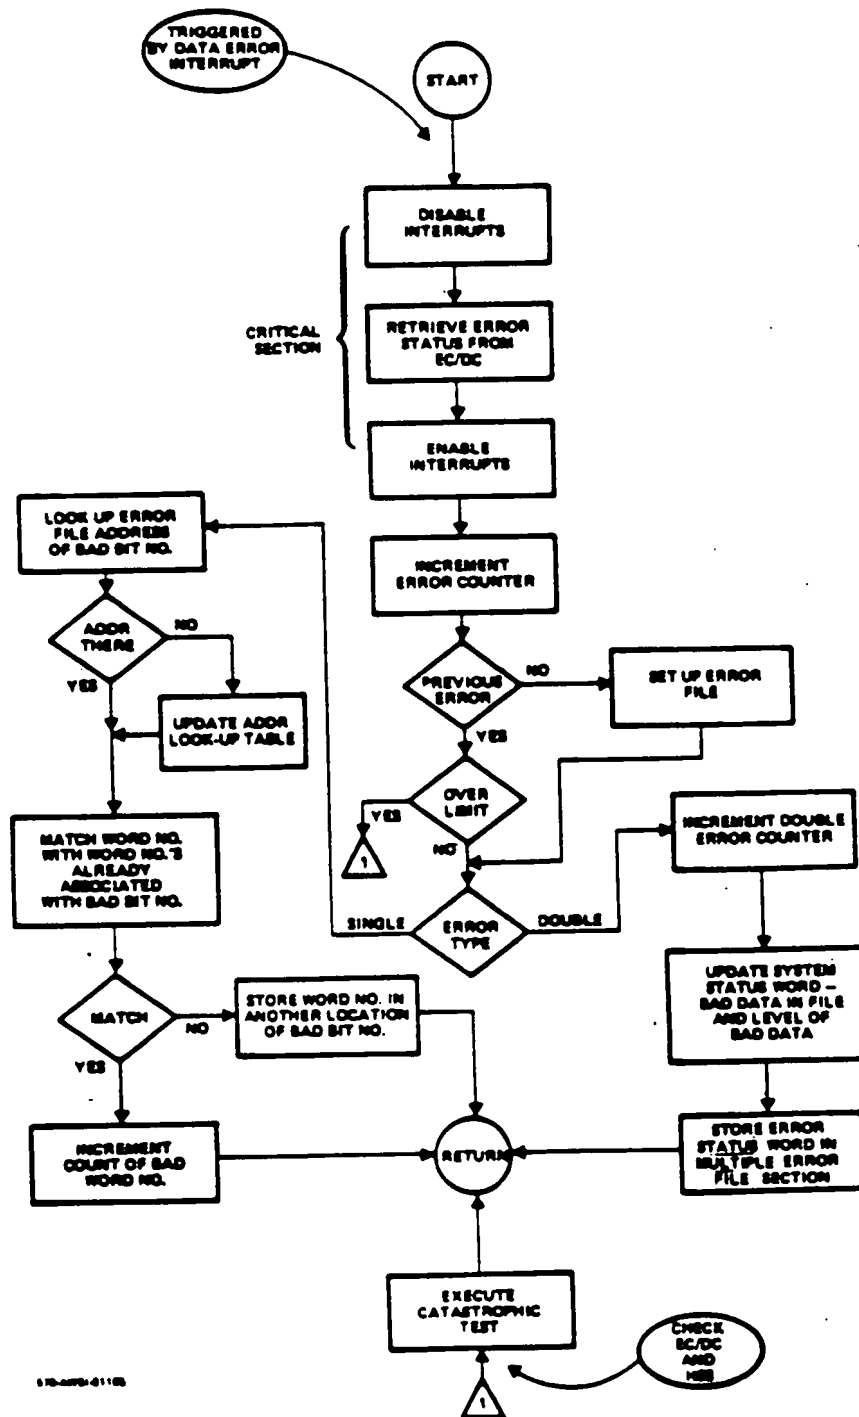 TRIGGERED
BY DATA ERROR
INTERRUPT
START
DISABLE
INTERRUPTS
CRITICAL
SECTION
RETRIEVE ERROR
STATUS FROM
EC/DC
ENABLE
INTERRUPTS
LOOK UP ERROR
FILE ADDRESS
OF BAD BIT NO.
INCREMENT
ERROR COUNTER
ADDR
THERE
NO
YES
PREVIOUS
ERROR
NO
YES
SET UP ERROR
FILE
UPDATE ADDR
LOOK-UP TABLE
OVER
LIMIT
YES
NO
1
INCREMENT DOUBLE
ERROR COUNTER
MATCH WORD NO.
WITH WORD NO.'S
ALREADY
ASSOCIATED
WITH BAD BIT NO.
SINGLE
ERROR
TYPE
DOUBLE
UPDATE SYSTEM
STATUS WORD –
BAD DATA IN FILE
AND LEVEL OF
BAD DATA
MATCH
NO
YES
STORE WORD NO. IN
ANOTHER LOCATION
OF BAD BIT NO.
INCREMENT
COUNT OF BAD
WORD NO.
RETURN
STORE ERROR
STATUS WORD IN
MULTIPLE ERROR
FILE SECTION
EXECUTE
CATASTROPHIC
TEST
CHECK
EC/DC
AND
1